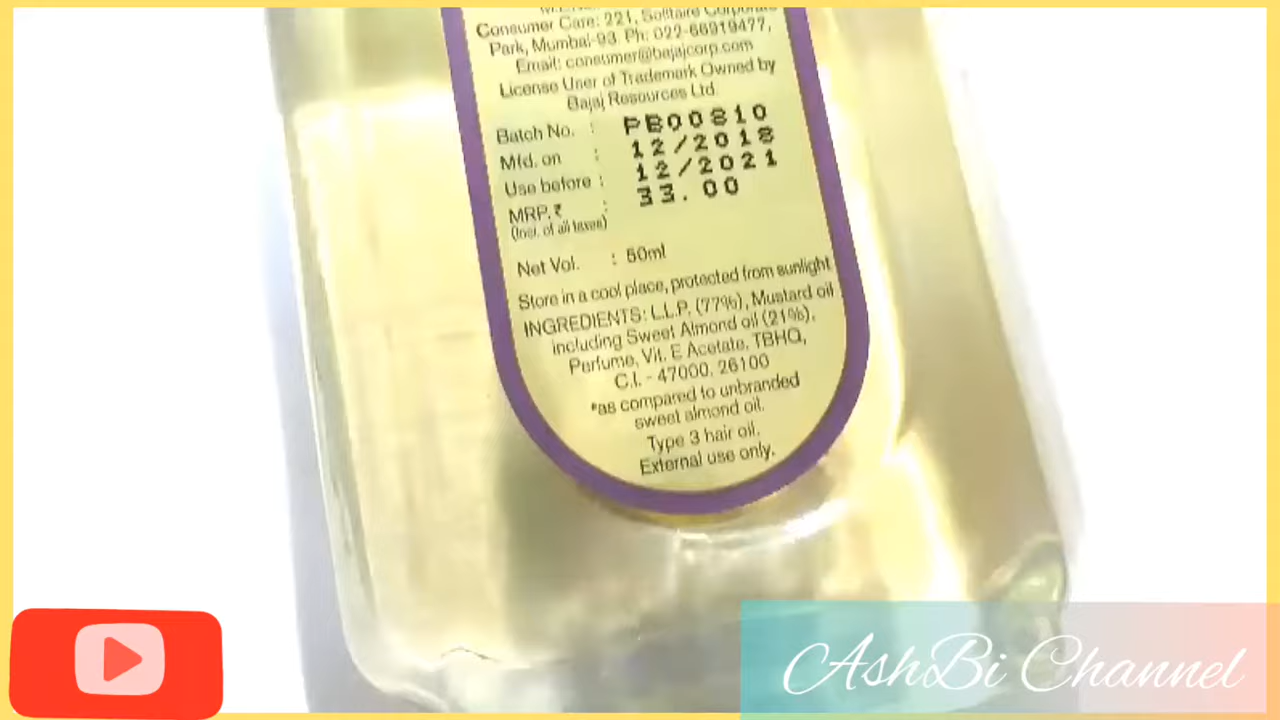 Consumer Care: 221, Solitaire Corporate
Park, Mumbai-93. Ph: 022-66919477,
Email: consumer@bajajcorp.com
License User of Trademark Owned by
Bajaj Resources Ltd.
Batch No. : PB00810
Mfd. on : 12/2018
Use before : 12/2021
MRP.₹ : 33.00
(Incl. of all taxes)
Net Vol. : 50ml
Store in a cool place, protected from sunlight
INGREDIENTS: L.L.P. (77%), Mustard oil
including Sweet Almond oil (21%),
Perfume, Vit. E Acetate, TBHQ,
C.I. - 47000, 26100
*as compared to unbranded
sweet almond oil.
Type 3 hair oil.
External use only.
AshBi Channel